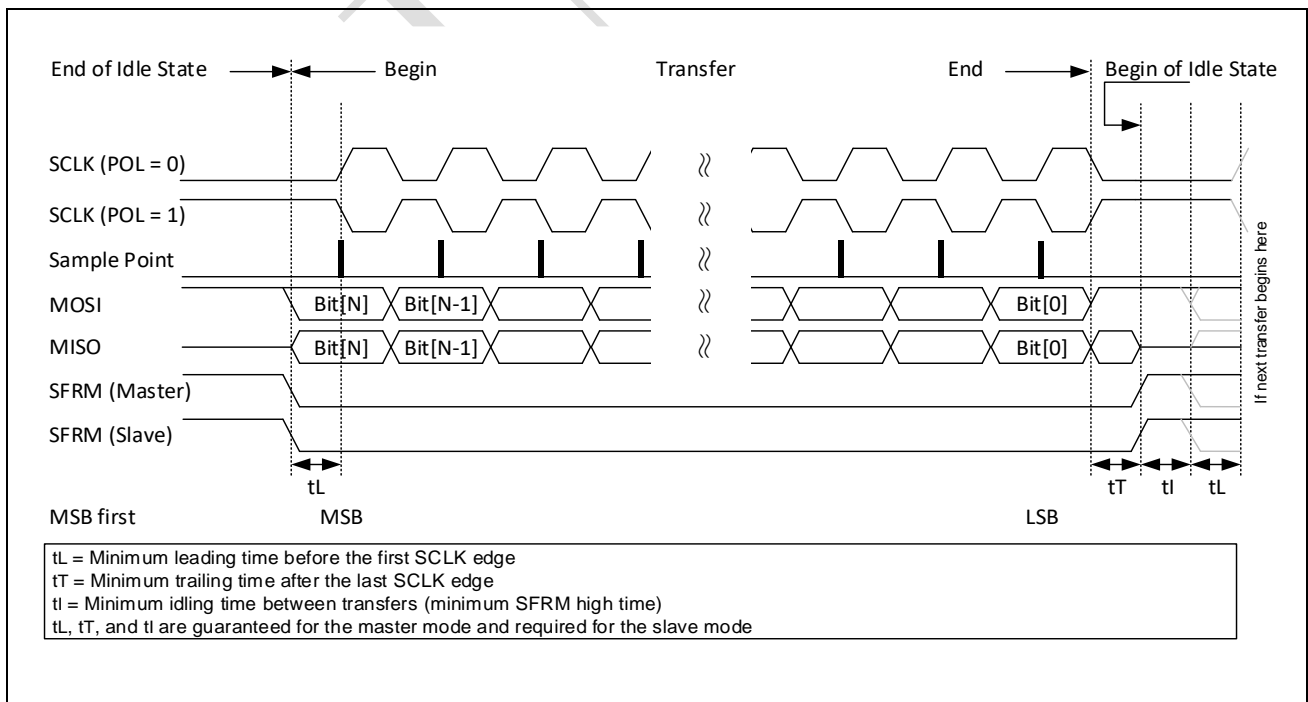 End of Idle State Begin Transfer End Begin of Idle State
SCLK (POL = 0)
SCLK (POL = 1)
Sample Point
MOSI Bit[N] Bit[N-1] Bit[0]
MISO Bit[N] Bit[N-1] Bit[0]
SFRM (Master)
SFRM (Slave)
If next transfer begins here
tL tT tI tL
MSB first MSB LSB
tL = Minimum leading time before the first SCLK edge
tT = Minimum trailing time after the last SCLK edge
tI = Minimum idling time between transfers (minimum SFRM high time)
tL, tT, and tI are guaranteed for the master mode and required for the slave mode